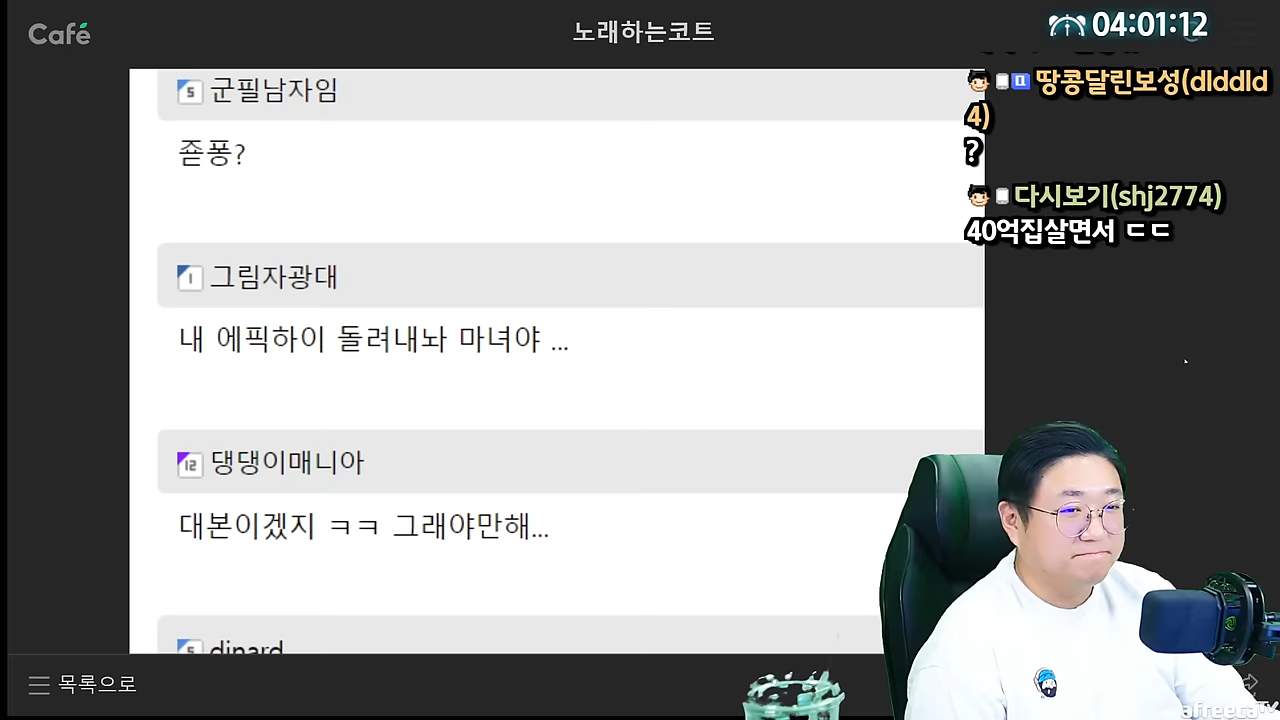 Café
노래하는코트
04:01:12
5 군필남자임
좉퐁?
1 그림자광대
내 에픽하이 돌려내놔 마녀야 ...
12 댕댕이매니아
대본이겠지 ㅋㅋ 그래야만해...
5 dinard
목록으로
땅콩달린보성(dlddld
4)
?
다시보기(shj2774)
40억집살면서 ㄷㄷ
afreecaTV